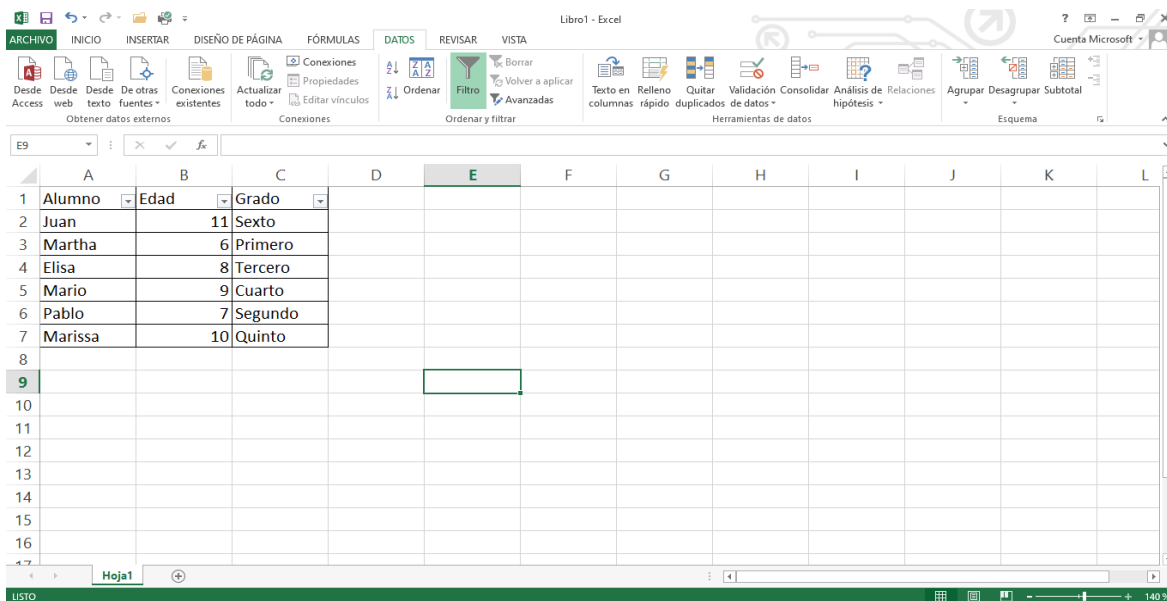 Libro1 - Excel
?
ARCHIVO INICIO INSERTAR DISEÑO DE PÁGINA FÓRMULAS DATOS REVISAR VISTA Cuenta Microsoft
Desde Access
Desde web
Desde texto
De otras fuentes
Conexiones existentes
Obtener datos externos
Actualizar todo
Conexiones
Propiedades
Editar vínculos
Conexiones
Ordenar
Filtro
Borrar
Volver a aplicar
Avanzadas
Ordenar y filtrar
Texto en columnas
Relleno rápido
Quitar duplicados
Validación de datos
Consolidar
Análisis de hipótesis
Relaciones
Herramientas de datos
Agrupar
Desagrupar
Subtotal
Esquema
E9 fx
A B C D E F G H I J K L
1 Alumno Edad Grado
2 Juan 11 Sexto
3 Martha 6 Primero
4 Elisa 8 Tercero
5 Mario 9 Cuarto
6 Pablo 7 Segundo
7 Marissa 10 Quinto
8
9
10
11
12
13
14
15
16
17
Hoja1
LISTO - + 140%